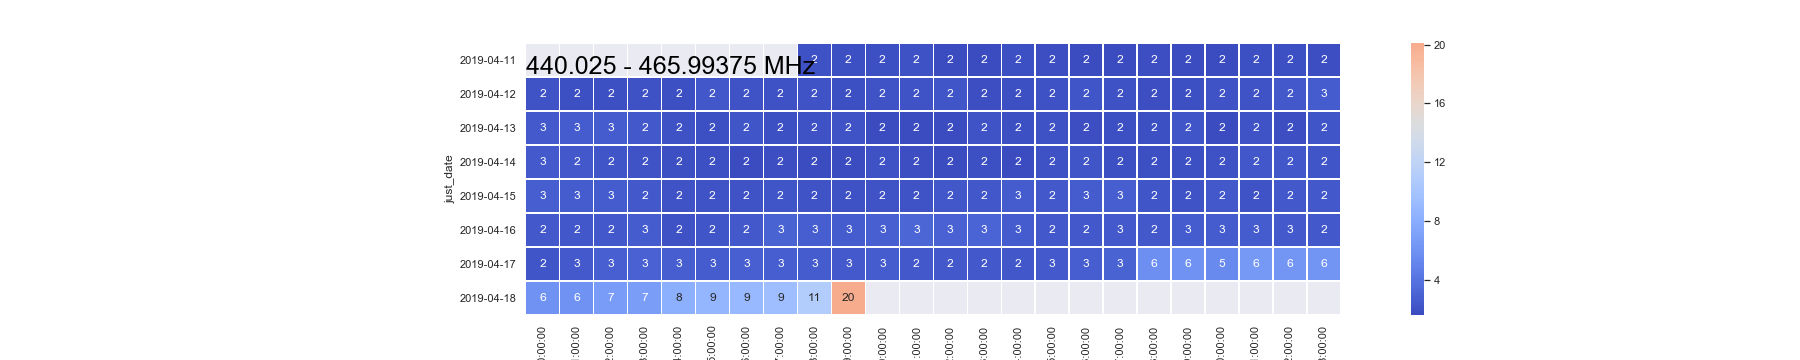 440.025 - 465.99375 MHz
just_date
2019-04-11 2 2 2 2 2 2 2 2 2 2 2 2 2 2 2 2
2019-04-12 2 2 2 2 2 2 2 2 2 2 2 2 2 2 2 2 2 2 2 2 2 2 2 3
2019-04-13 3 3 3 2 2 2 2 2 2 2 2 2 2 2 2 2 2 2 2 2 2 2 2 2
2019-04-14 3 2 2 2 2 2 2 2 2 2 2 2 2 2 2 2 2 2 2 2 2 2 2 2
2019-04-15 3 3 3 2 2 2 2 2 2 2 2 2 2 2 3 2 3 3 2 2 2 2 2 2
2019-04-16 2 2 2 3 2 2 2 3 3 3 3 3 3 3 3 2 2 3 2 3 3 3 3 2
2019-04-17 2 3 3 3 3 3 3 3 3 3 3 2 2 2 2 3 3 3 6 6 5 6 6 6
2019-04-18 6 6 7 7 8 9 9 9 11 20
20
16
12
8
4